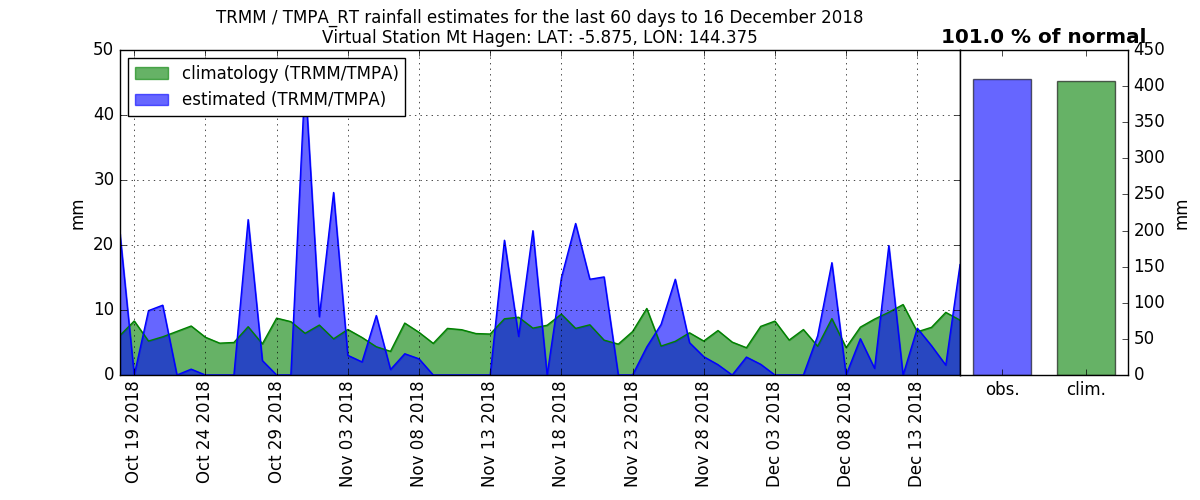 TRMM / TMPA_RT rainfall estimates for the last 60 days to 16 December 2018
Virtual Station Mt Hagen: LAT: -5.875, LON: 144.375
101.0 % of normal
climatology (TRMM/TMPA)
estimated (TRMM/TMPA)
50
40
30
20
10
0
mm
Oct 19 2018
Oct 24 2018
Oct 29 2018
Nov 03 2018
Nov 08 2018
Nov 13 2018
Nov 18 2018
Nov 23 2018
Nov 28 2018
Dec 03 2018
Dec 08 2018
Dec 13 2018
obs.
clim.
450
400
350
300
250
200
150
100
50
0
mm